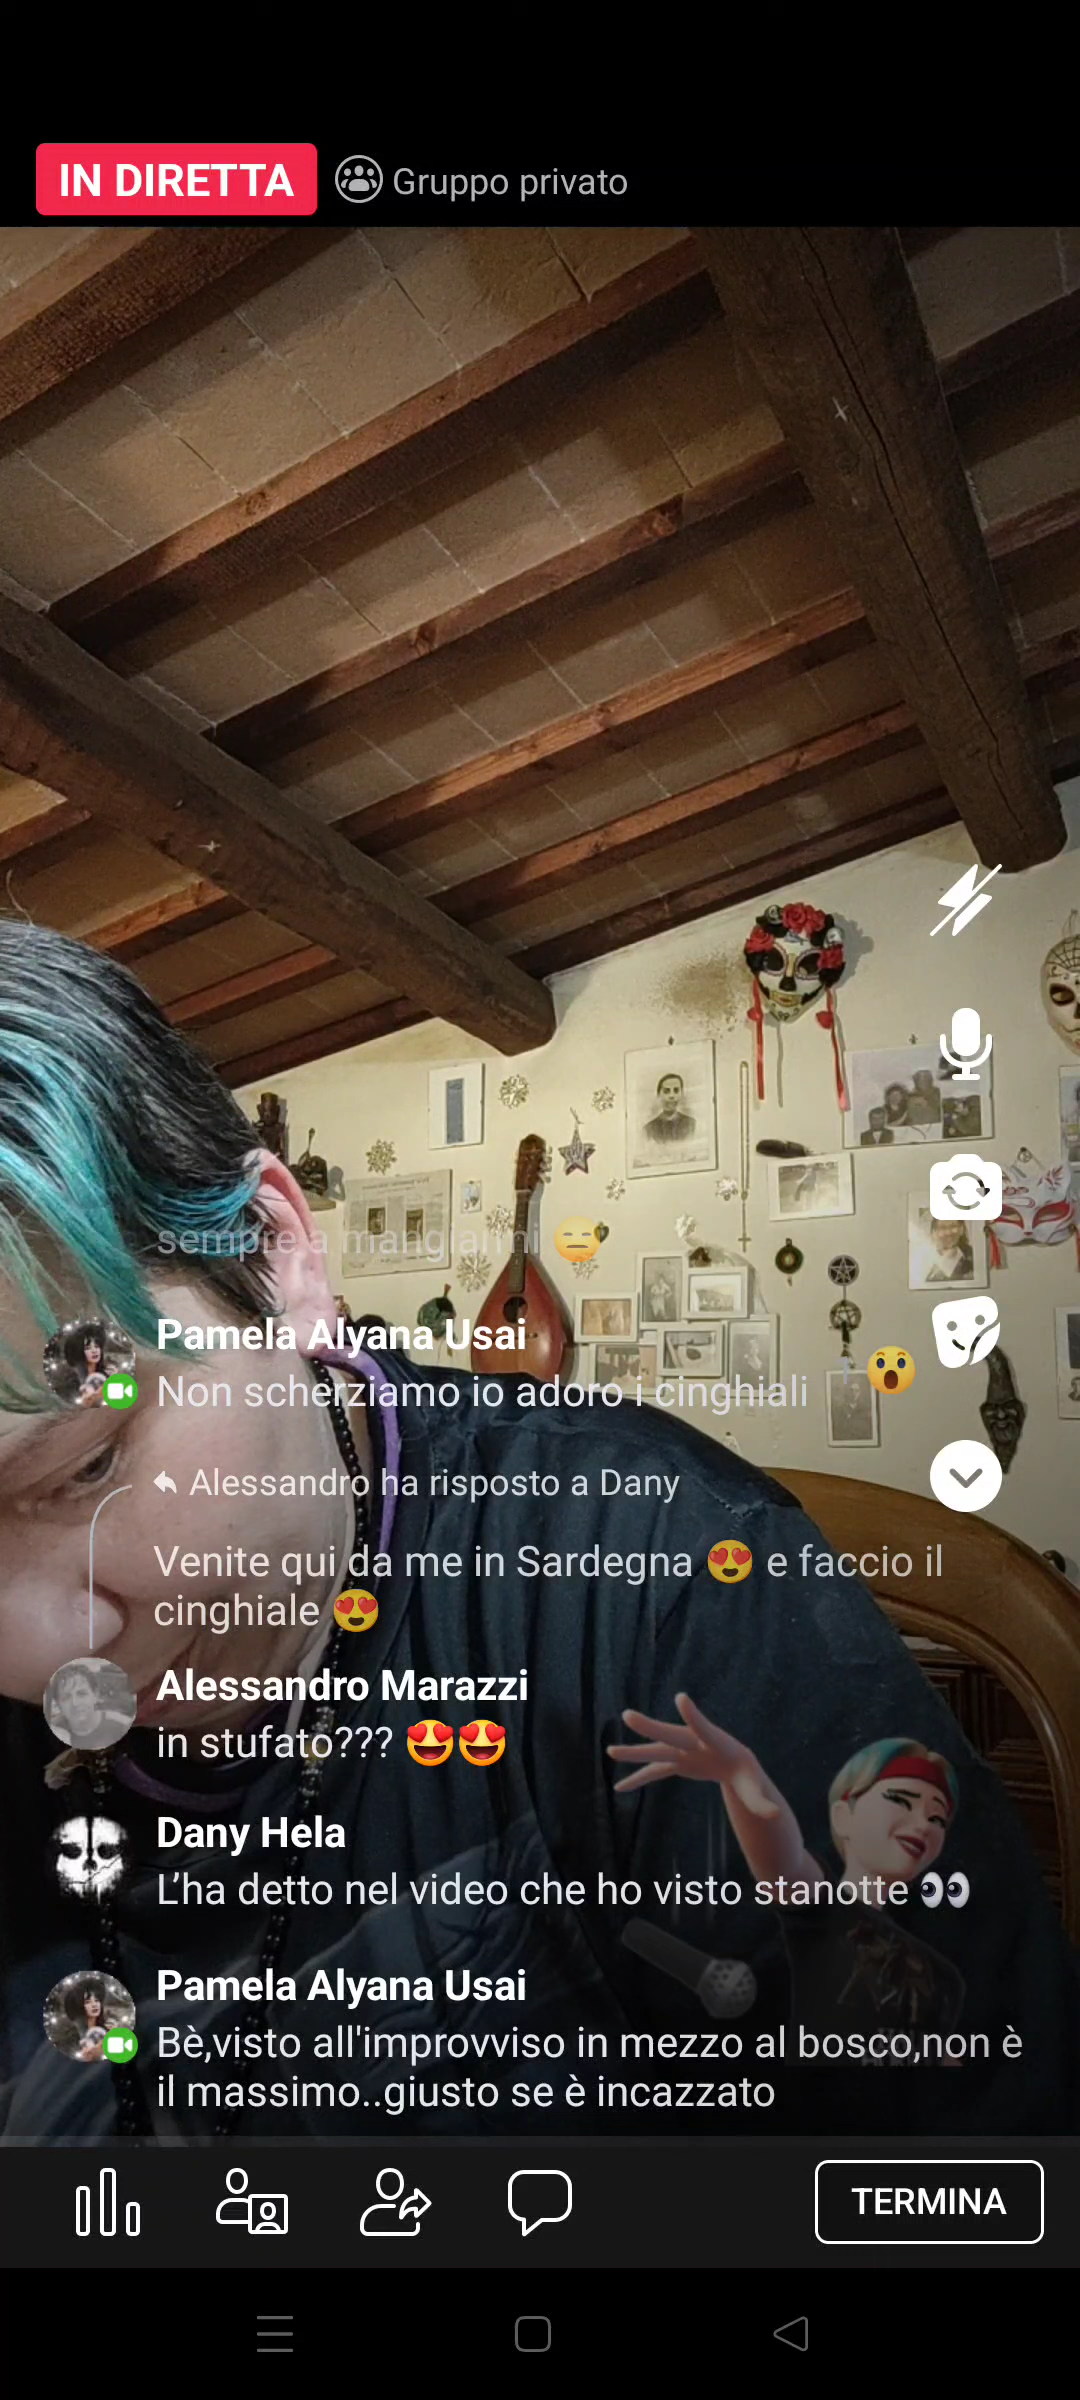 IN DIRETTA
Gruppo privato
sempre a mangiarmi 😑
Pamela Alyana Usai
Non scherziamo io adoro i cinghiali
Alessandro ha risposto a Dany
Venite qui da me in Sardegna 😍 e faccio il
cinghiale 😍
Alessandro Marazzi
in stufato??? 😍😍
Dany Hela
L'ha detto nel video che ho visto stanotte 👀
Pamela Alyana Usai
Bè,visto all'improvviso in mezzo al bosco,non è
il massimo..giusto se è incazzato
TERMINA